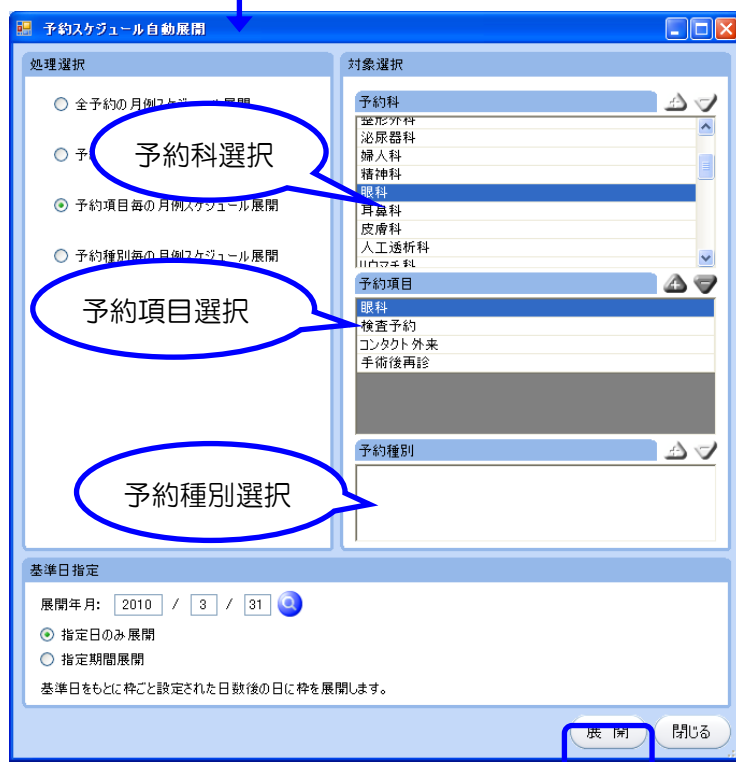 予約スケジュール自動展開
処理選択
全予約の月例スケジュール展開
予
予約項目毎の月例スケジュール展開
予約種別毎の月例スケジュール展開
対象選択
予約科
整形外科
泌尿器科
婦人科
精神科
眼科
耳鼻科
皮膚科
人工透析科
リウマチ科
予約項目
眼科
検査予約
コンタクト外来
手術後再診
予約種別
予約科選択
予約項目選択
予約種別選択
基準日指定
展開年月: 2010 / 3 / 31
指定日のみ展開
指定期間展開
基準日をもとに枠ごと設定された日数後の日に枠を展開します。
展 開 閉じる